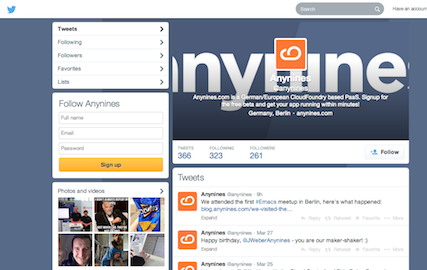 Search
Have an accoun
Tweets
Following
Followers
Favorites
Lists
anynines
Anynines
@anynines
Anynines.com is a German/European CloudFoundry based PaaS. Signup for
the free beta and get your app running within minutes!
Germany, Berlin · anynines.com
TWEETS
366
FOLLOWING
323
FOLLOWERS
261
Follow
Follow Anynines
Full name
Email
Password
Sign up
Photos and videos
Tweets
Anynines @anynines · 9h
We attended the first #Emacs meetup in Berlin, here's what happened:
blog.anynines.com/we-visited-the...
Expand
Reply
Retweet
Favorite
More
Anynines @anynines · Mar 27
Happy birthday, @JWeberAnynines - you are our maker-shaker! :)
Expand
Reply
Retweet
Favorite
More
Anynines @anynines · Mar 25